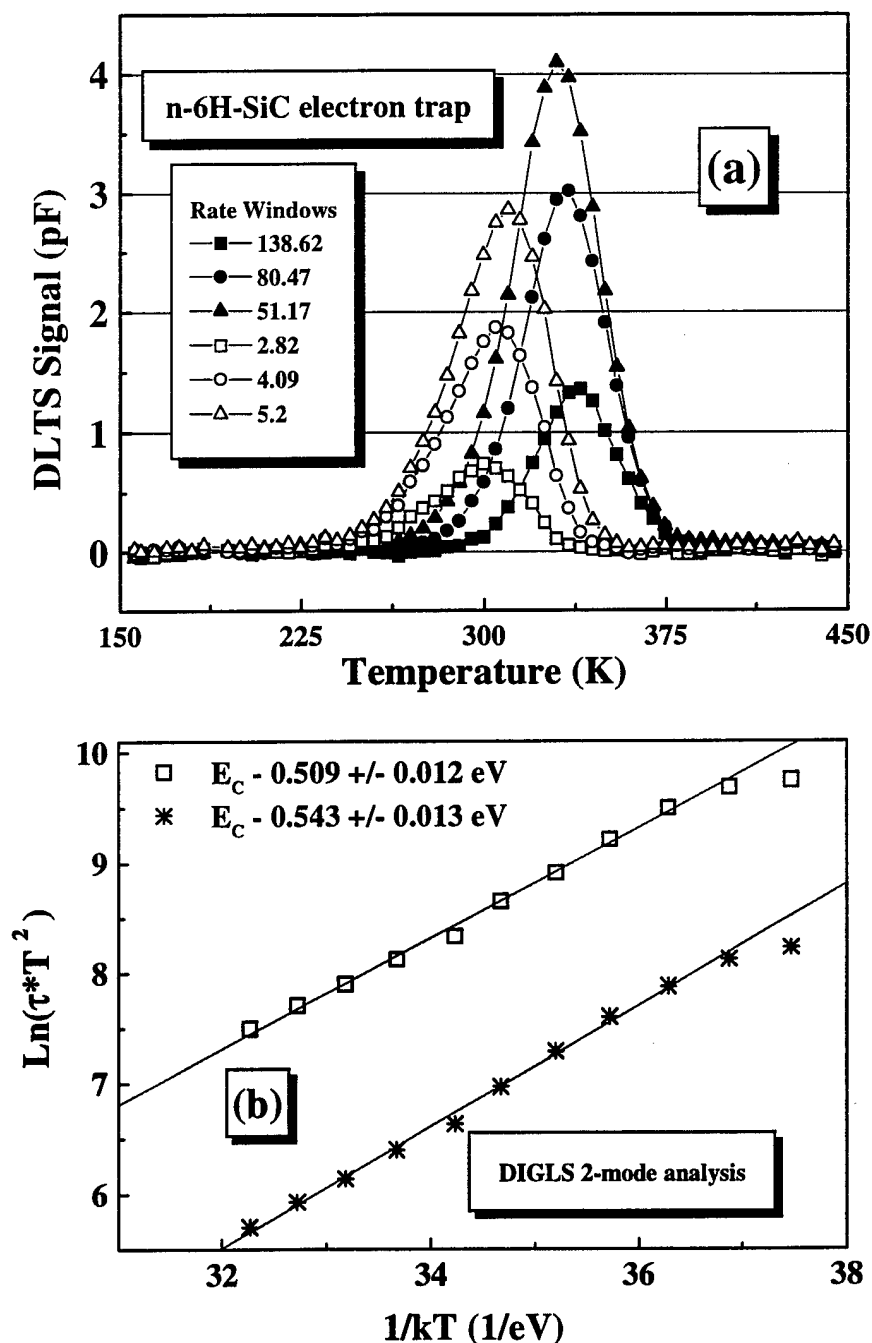 4
n-6H-SiC electron trap
(a)
3
Rate Windows
138.62
80.47
51.17
2.82
4.09
5.2
2
1
0
DLTS Signal (pF)
150
225
300
375
450
Temperature (K)
10
E_C - 0.509 +/- 0.012 eV
E_C - 0.543 +/- 0.013 eV
9
8
7
6
Ln(τ*T²)
(b)
DIGLS 2-mode analysis
32
34
36
38
1/kT (1/eV)